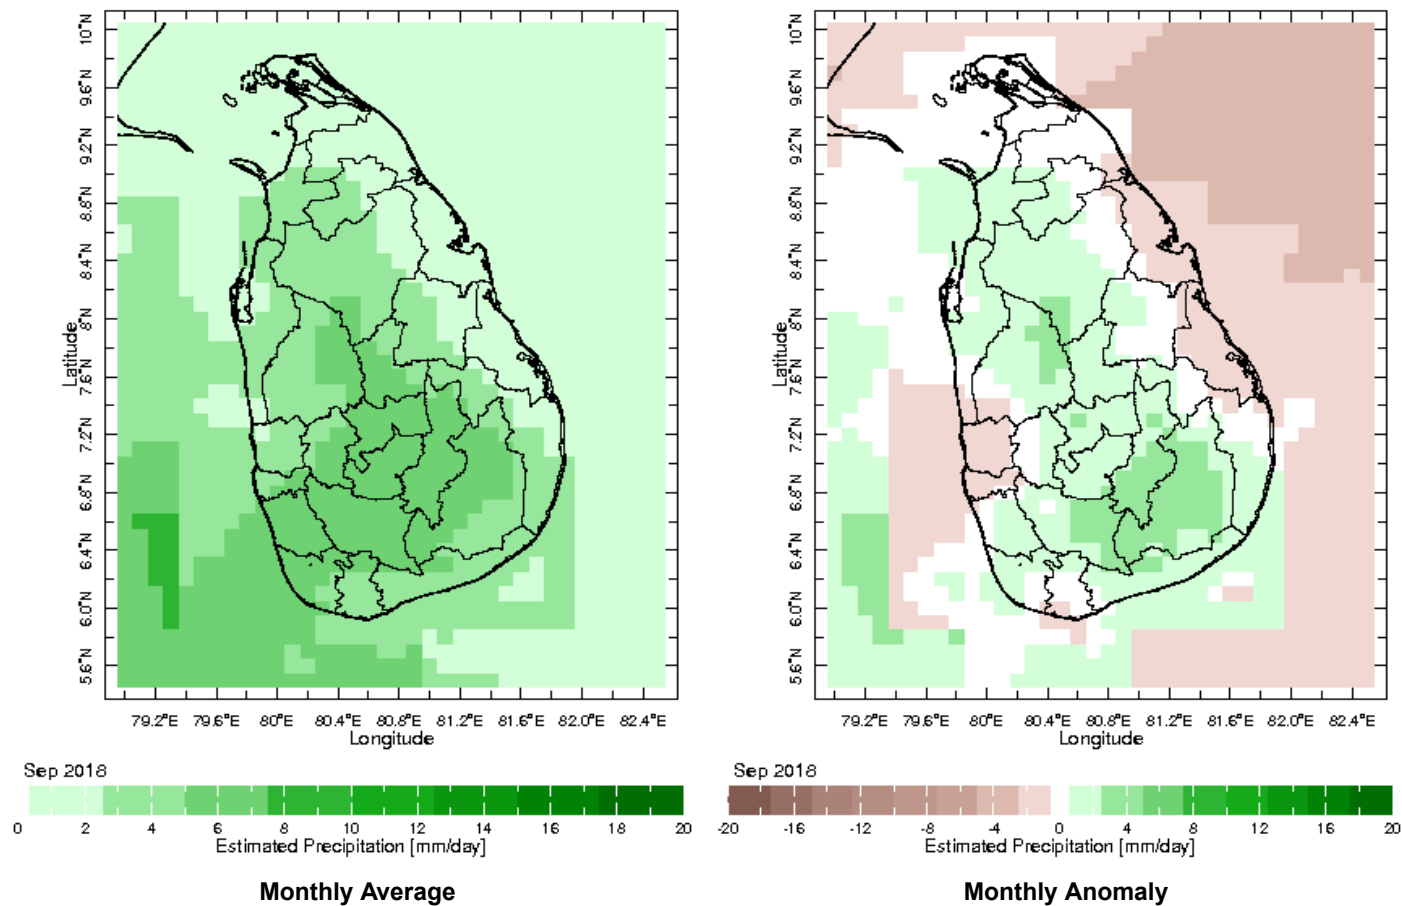 10°N
9.6°N
9.2°N
8.8°N
8.4°N
8°N
7.6°N
7.2°N
6.8°N
6.4°N
6.0°N
5.6°N
Latitude
79.2°E 79.6°E 80°E 80.4°E 80.8°E 81.2°E 81.6°E 82.0°E 82.4°E
Longitude
Sep 2018
0 2 4 6 8 10 12 14 16 18 20
Estimated Precipitation [mm/day]
Monthly Average
10°N
9.6°N
9.2°N
8.8°N
8.4°N
8°N
7.6°N
7.2°N
6.8°N
6.4°N
6.0°N
5.6°N
Latitude
79.2°E 79.6°E 80°E 80.4°E 80.8°E 81.2°E 81.6°E 82.0°E 82.4°E
Longitude
Sep 2018
-20 -16 -12 -8 -4 0 4 8 12 16 20
Estimated Precipitation [mm/day]
Monthly Anomaly